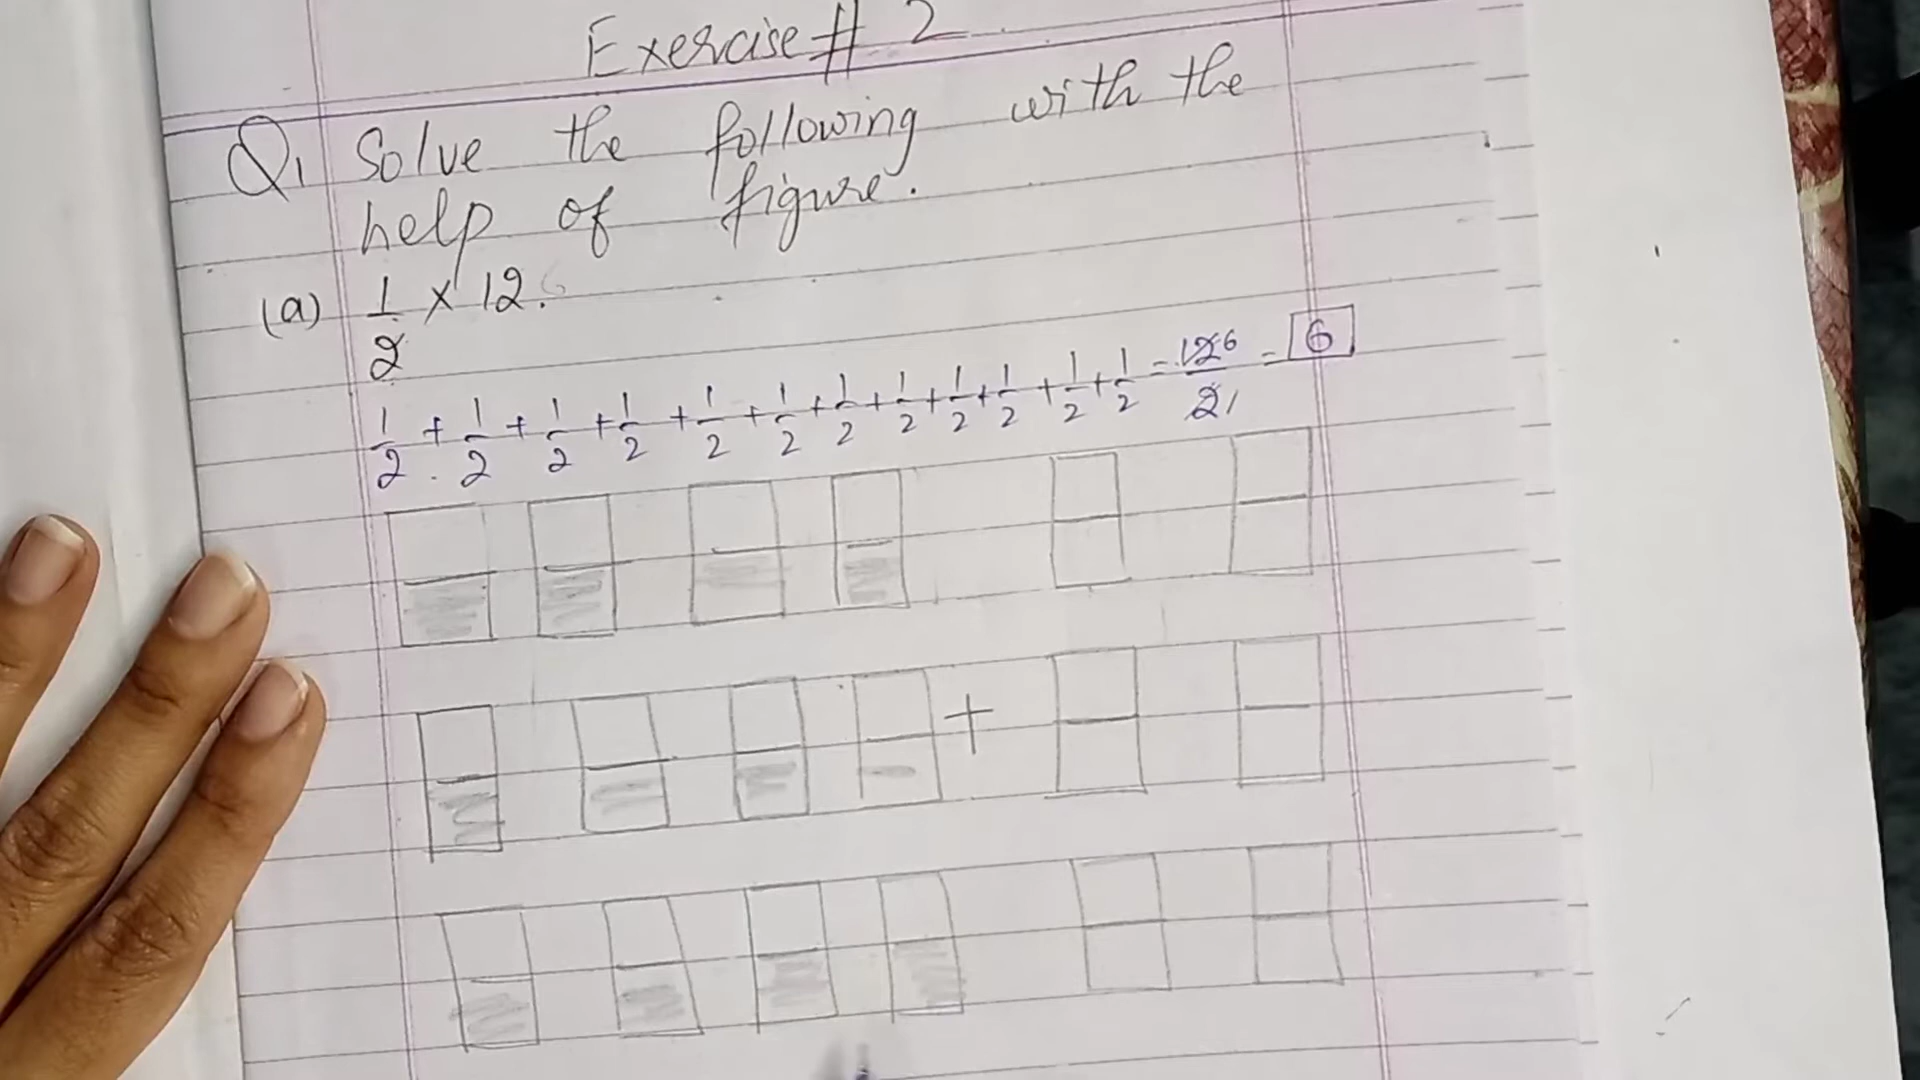 Exercise # 2
Q1 Solve the following with the
help of figure.
(a) 1/2 × 12.
1/2 + 1/2 + 1/2 + 1/2 + 1/2 + 1/2 + 1/2 + 1/2 + 1/2 + 1/2 + 1/2 + 1/2 = 12 6/2 1 = 6
+